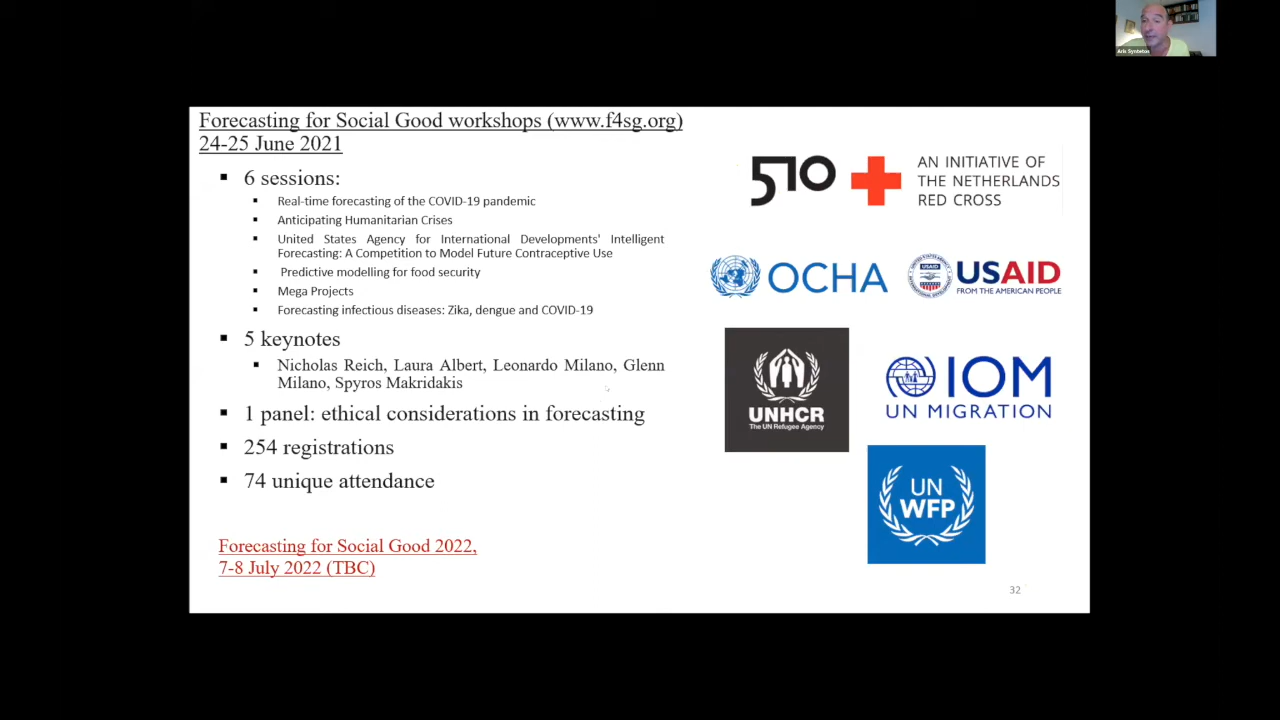 Aris Syntetos
Forecasting for Social Good workshops (www.f4sg.org)
24-25 June 2021
6 sessions:
Real-time forecasting of the COVID-19 pandemic
Anticipating Humanitarian Crises
United States Agency for International Developments' Intelligent
Forecasting: A Competition to Model Future Contraceptive Use
Predictive modelling for food security
Mega Projects
Forecasting infectious diseases: Zika, dengue and COVID-19
5 keynotes
Nicholas Reich, Laura Albert, Leonardo Milano, Glenn
Milano, Spyros Makridakis
1 panel: ethical considerations in forecasting
254 registrations
74 unique attendance
Forecasting for Social Good 2022,
7-8 July 2022 (TBC)
510
AN INITIATIVE OF
THE NETHERLANDS
RED CROSS
OCHA
USAID
USAID
FROM THE AMERICAN PEOPLE
UNHCR
The UN Refugee Agency
IOM
UN MIGRATION
UN
WFP
32